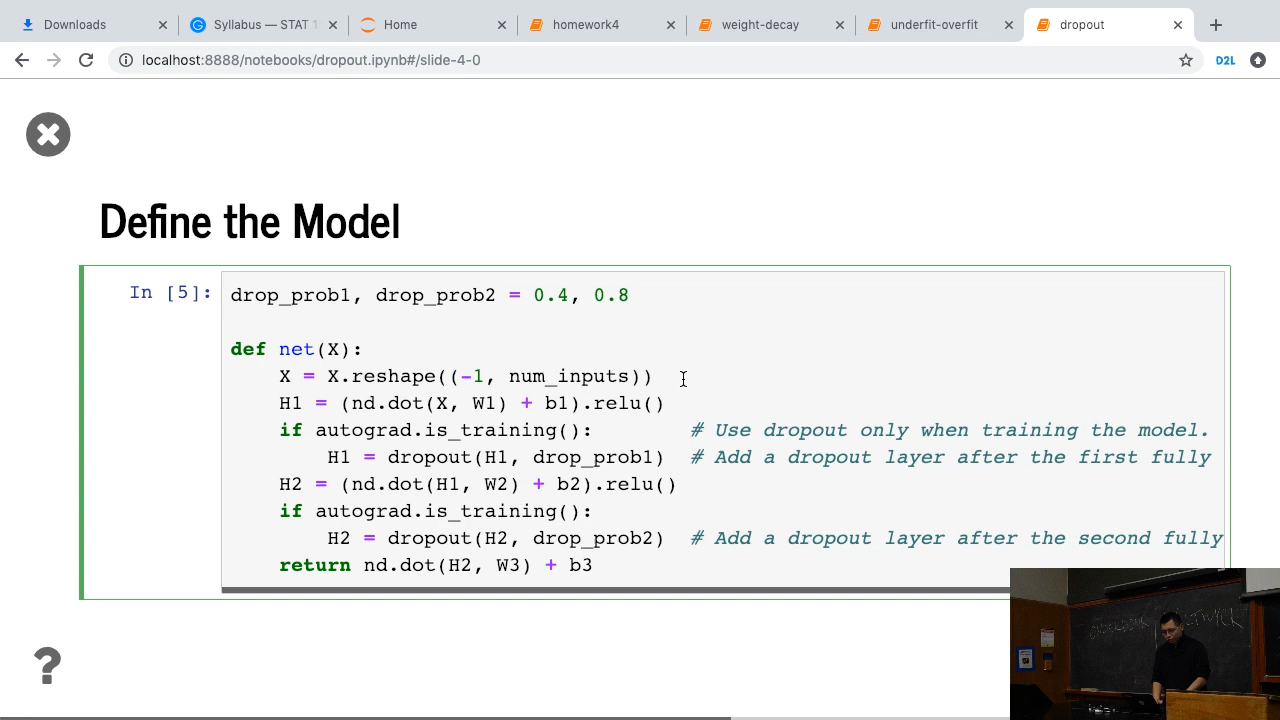 Downloads
Syllabus — STAT 1
Home
homework4
weight-decay
underfit-overfit
dropout
localhost:8888/notebooks/dropout.ipynb#/slide-4-0
D2L
Define the Model
In [5]:
drop_prob1, drop_prob2 = 0.4, 0.8
def net(X):
X = X.reshape((-1, num_inputs))
H1 = (nd.dot(X, W1) + b1).relu()
if autograd.is_training(): # Use dropout only when training the model.
H1 = dropout(H1, drop_prob1) # Add a dropout layer after the first fully
H2 = (nd.dot(H1, W2) + b2).relu()
if autograd.is_training():
H2 = dropout(H2, drop_prob2) # Add a dropout layer after the second fully
return nd.dot(H2, W3) + b3
?